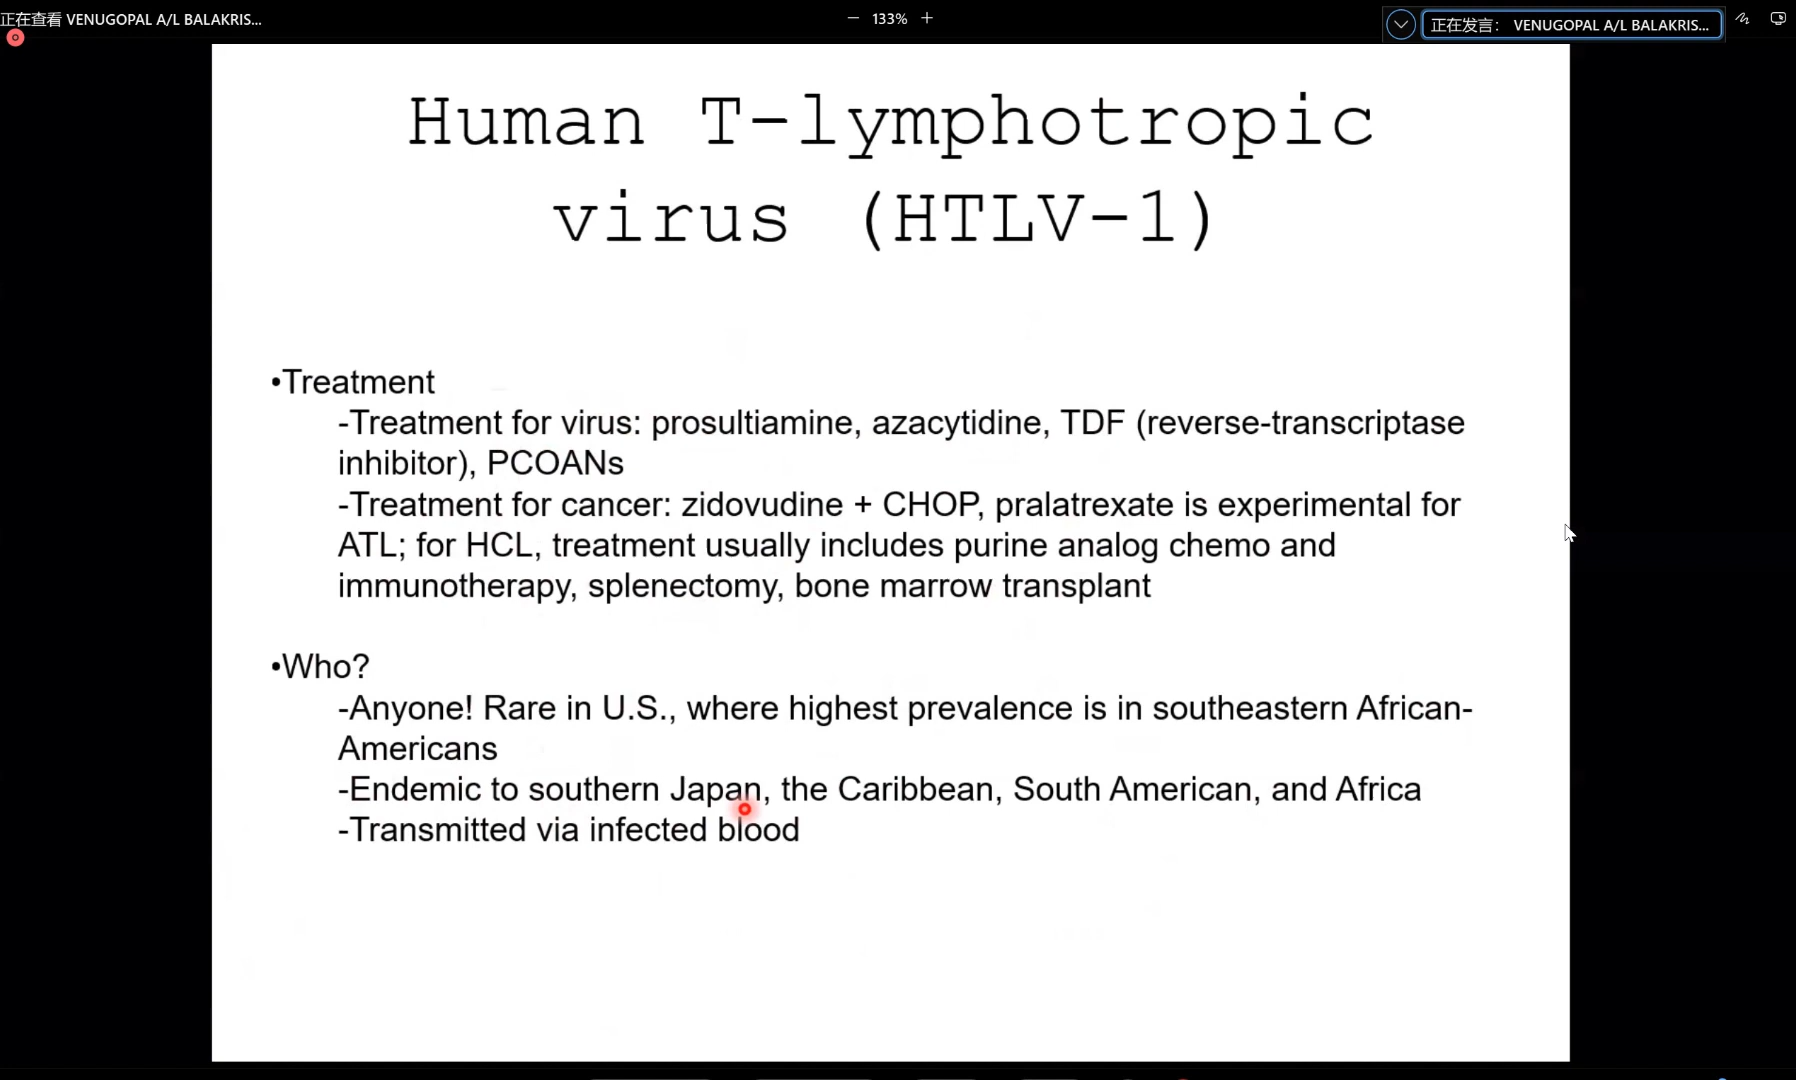 正在查看 VENUGOPAL A/L BALAKRIS...
133%
正在发言： VENUGOPAL A/L BALAKRIS...
Human T-lymphotropic
virus (HTLV-1)
•Treatment
-Treatment for virus: prosultiamine, azacytidine, TDF (reverse-transcriptase
inhibitor), PCOANs
-Treatment for cancer: zidovudine + CHOP, pralatrexate is experimental for
ATL; for HCL, treatment usually includes purine analog chemo and
immunotherapy, splenectomy, bone marrow transplant
•Who?
-Anyone! Rare in U.S., where highest prevalence is in southeastern African-
Americans
-Endemic to southern Japan, the Caribbean, South American, and Africa
-Transmitted via infected blood